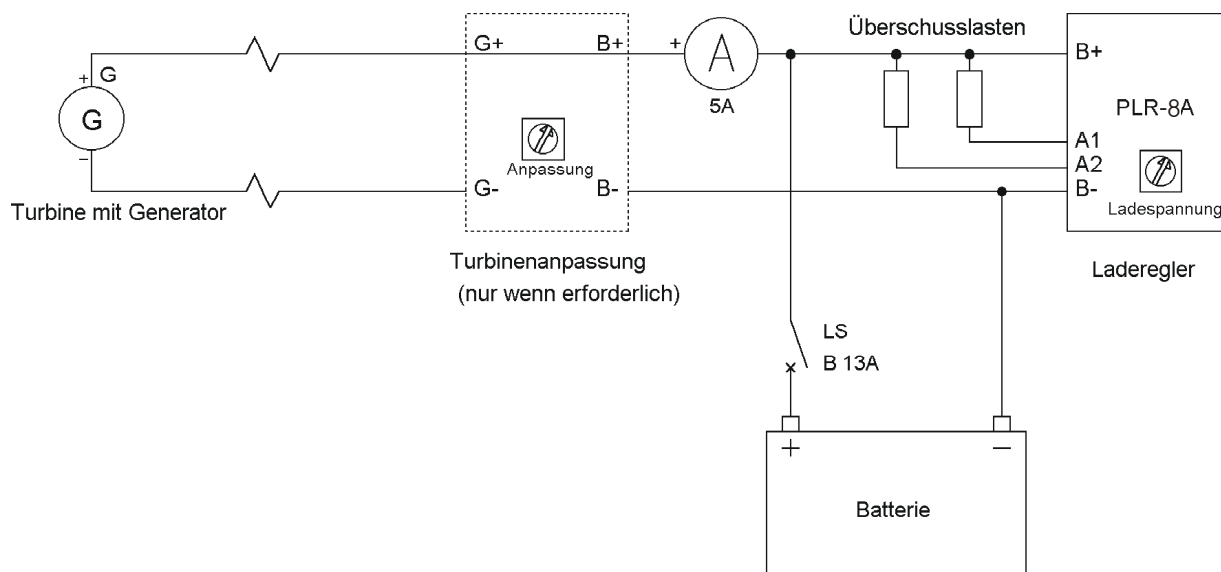 Überschusslasten
G+
B+
+
A
B+
+
G
G
5A
PLR-8A
Anpassung
A1
A2
−
G-
B-
B-
Ladespannung
Turbine mit Generator
Turbinenanpassung
(nur wenn erforderlich)
Laderegler
LS
B 13A
+
−
Batterie